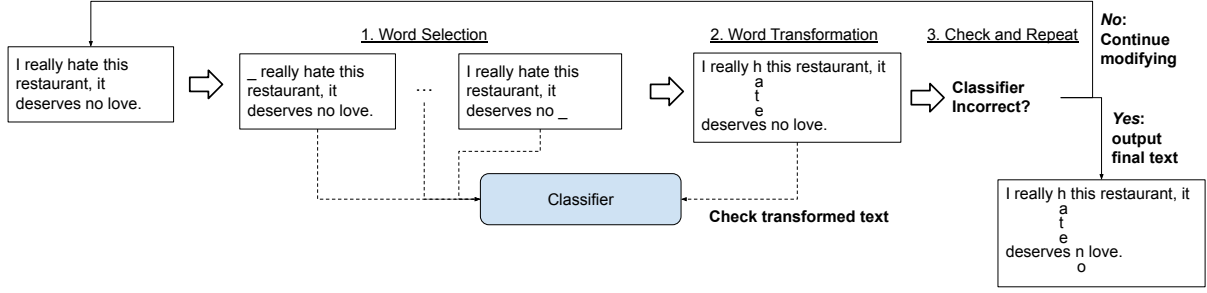 1. Word Selection
2. Word Transformation
3. Check and Repeat
No:
Continue
modifying
I really hate this
restaurant, it
deserves no love.
_ really hate this
restaurant, it
deserves no love.
...
I really hate this
restaurant, it
deserves no _
I really h this restaurant, it
a
t
e
deserves no love.
Classifier
Incorrect?
Yes:
output
final text
Classifier
Check transformed text
I really h this restaurant, it
a
t
e
deserves n love.
o